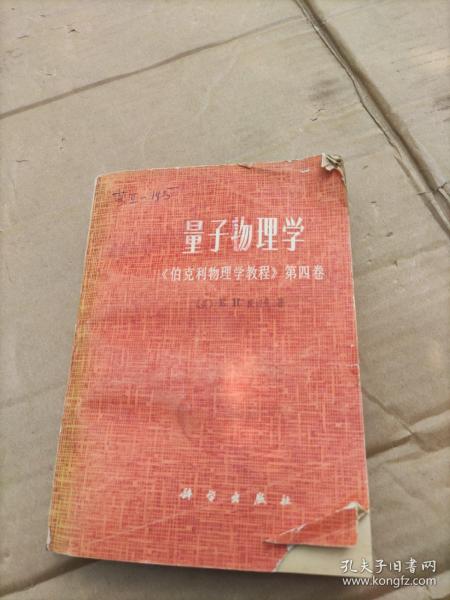 量子物理学
《伯克利物理学教程》第四卷
科学出版社
孔夫子旧书网
www.kongfz.com